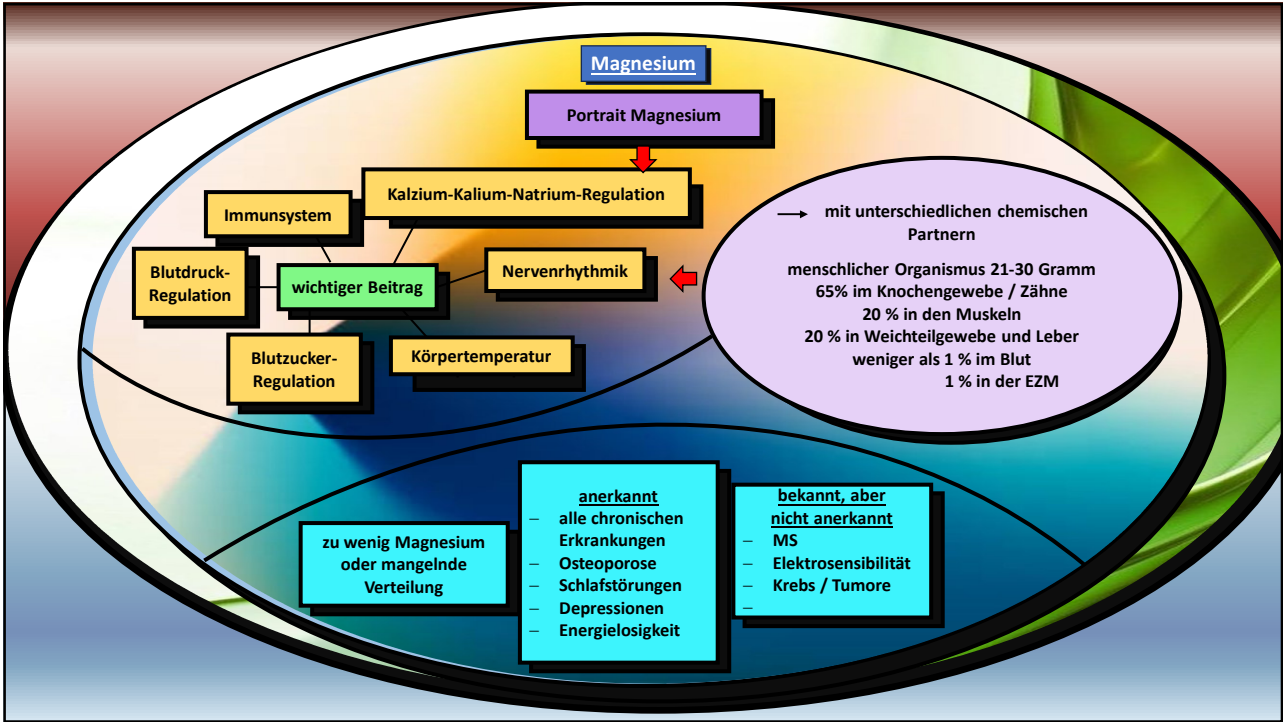 Magnesium
Portrait Magnesium
Kalzium-Kalium-Natrium-Regulation
Immunsystem
Blutdruck-
Regulation
wichtiger Beitrag
Nervenrhythmik
Blutzucker-
Regulation
Körpertemperatur
→ mit unterschiedlichen chemischen
Partnern
menschlicher Organismus 21-30 Gramm
65% im Knochengewebe / Zähne
20 % in den Muskeln
20 % in Weichteilgewebe und Leber
weniger als 1 % im Blut
1 % in der EZM
zu wenig Magnesium
oder mangelnde
Verteilung
anerkannt
– alle chronischen
Erkrankungen
– Osteoporose
– Schlafstörungen
– Depressionen
– Energielosigkeit
bekannt, aber
nicht anerkannt
– MS
– Elektrosensibilität
– Krebs / Tumore
–